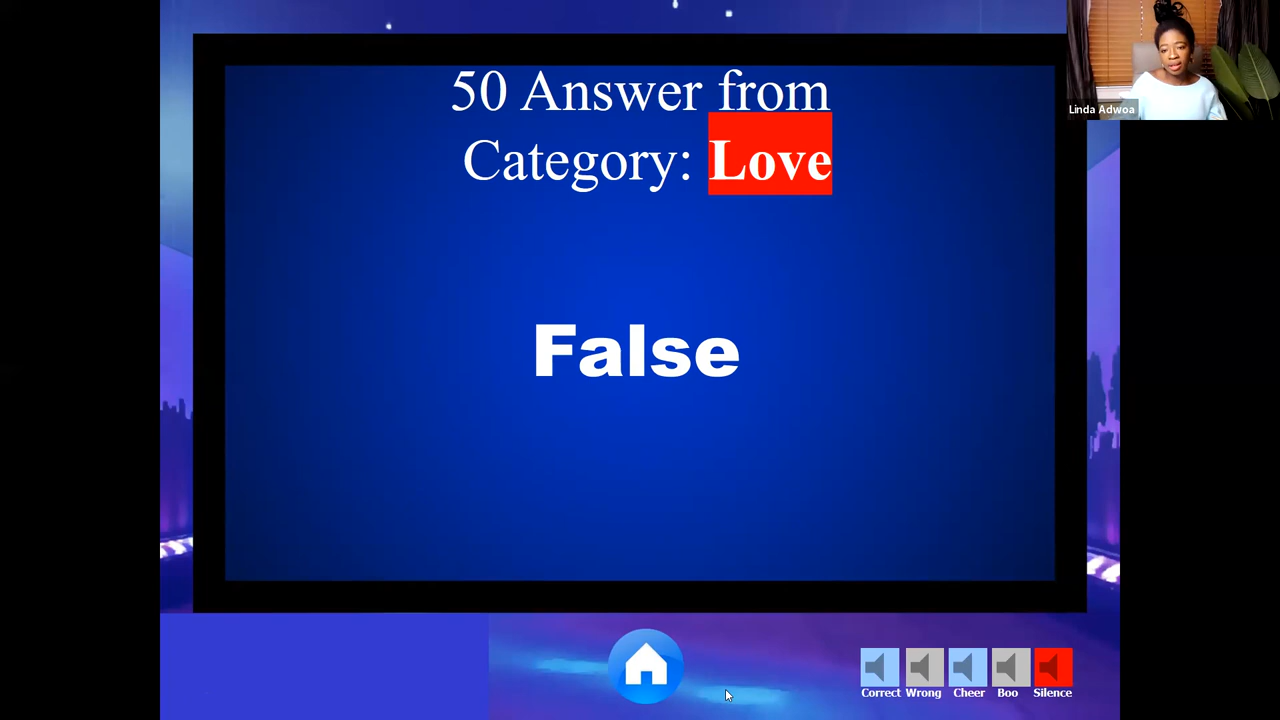 50 Answer from
Category: Love
False
Linda Adwoa
Correct Wrong Cheer Boo Silence